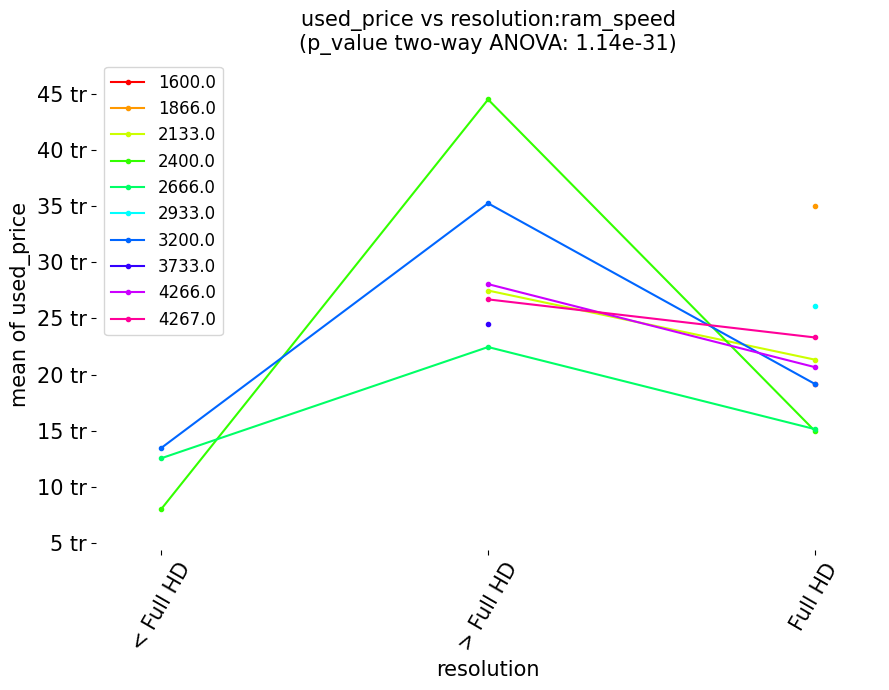 used_price vs resolution:ram_speed
(p_value two-way ANOVA: 1.14e-31)
1600.0
1866.0
2133.0
2400.0
2666.0
2933.0
3200.0
3733.0
4266.0
4267.0
45 tr
40 tr
35 tr
30 tr
25 tr
20 tr
15 tr
10 tr
5 tr
mean of used_price
< Full HD
> Full HD
Full HD
resolution